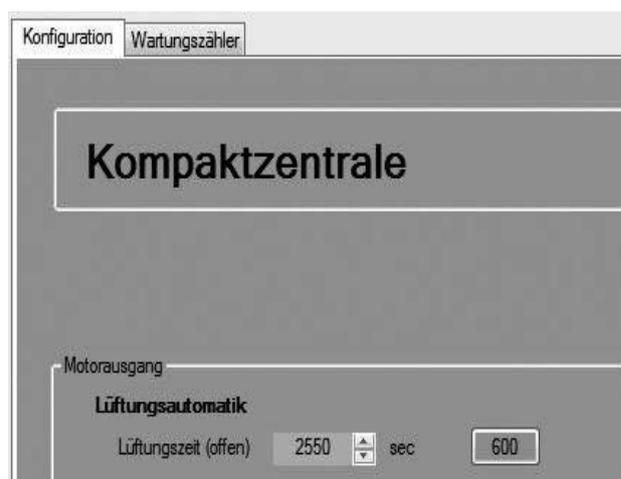 Konfiguration Wartungszähler
Kompaktzentrale
Motorausgang
Lüftungsautomatik
Lüftungszeit (offen) 2550 sec 600